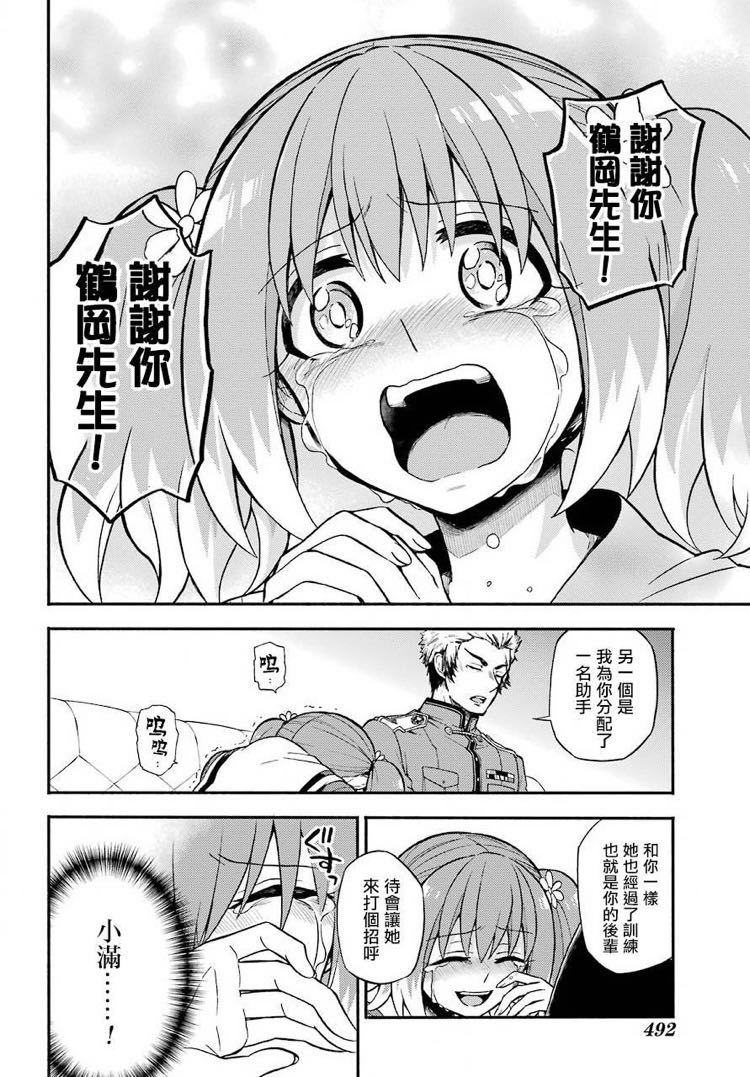 謝謝你
鶴岡先生！
謝謝你
鶴岡先生！
另一個是
我為你分配了
一名助手
呜…
呜
呜…
和你一樣
她也經過了訓練
也就是你的後輩
待會讓她
來打個招呼
ぐすっ
小滿……！
492